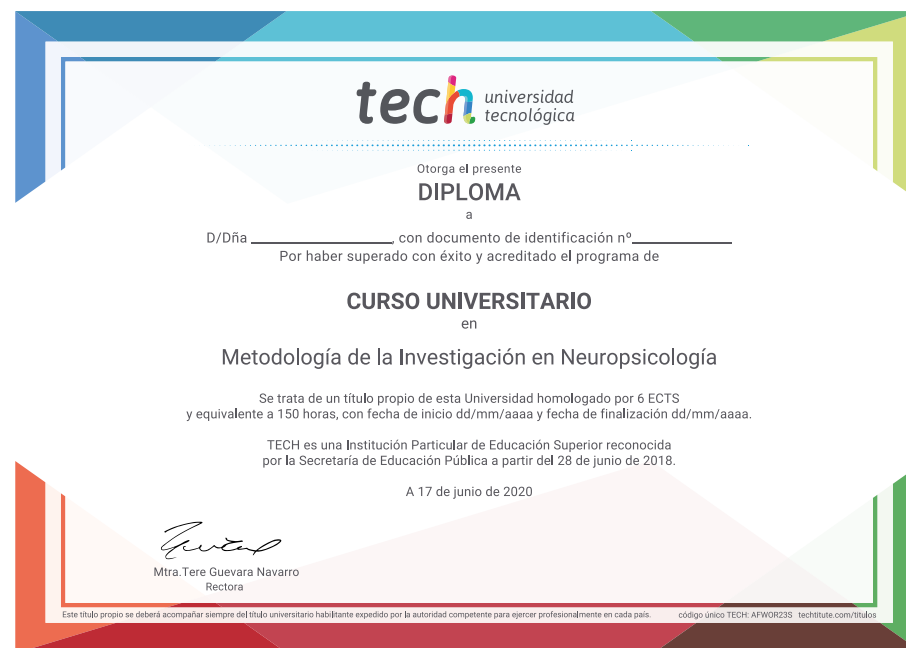 tech universidad
tecnológica
Otorga el presente
DIPLOMA
a
D/Dña ____________________, con documento de identificación nº______________
Por haber superado con éxito y acreditado el programa de
CURSO UNIVERSITARIO
en
Metodología de la Investigación en Neuropsicología
Se trata de un título propio de esta Universidad homologado por 6 ECTS
y equivalente a 150 horas, con fecha de inicio dd/mm/aaaa y fecha de finalización dd/mm/aaaa.
TECH es una Institución Particular de Educación Superior reconocida
por la Secretaría de Educación Pública a partir del 28 de junio de 2018.
A 17 de junio de 2020
Mtra.Tere Guevara Navarro
Rectora
Este título propio se deberá acompañar siempre del título universitario habilitante expedido por la autoridad competente para ejercer profesionalmente en cada país. código único TECH: AFWOR23S techtitute.com/titulos